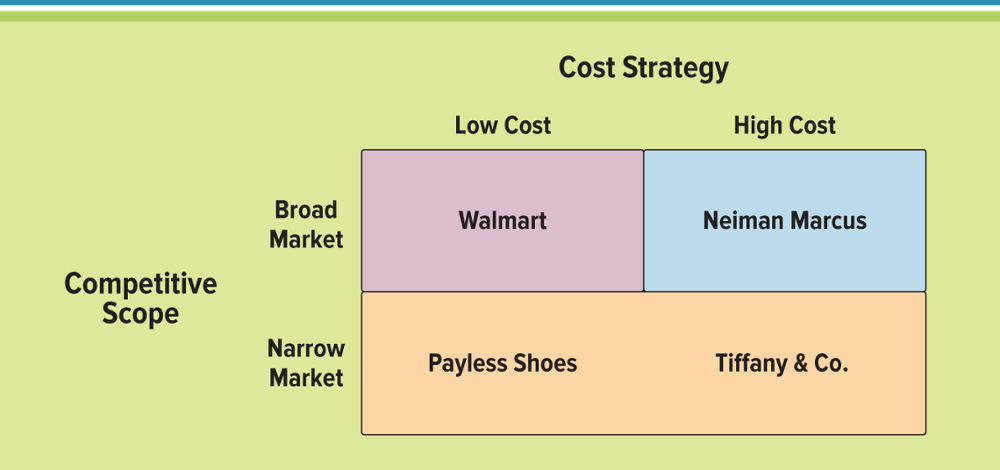 Cost Strategy
Low Cost
High Cost
Broad
Market
Walmart
Neiman Marcus
Competitive
Scope
Narrow
Market
Payless Shoes
Tiffany & Co.